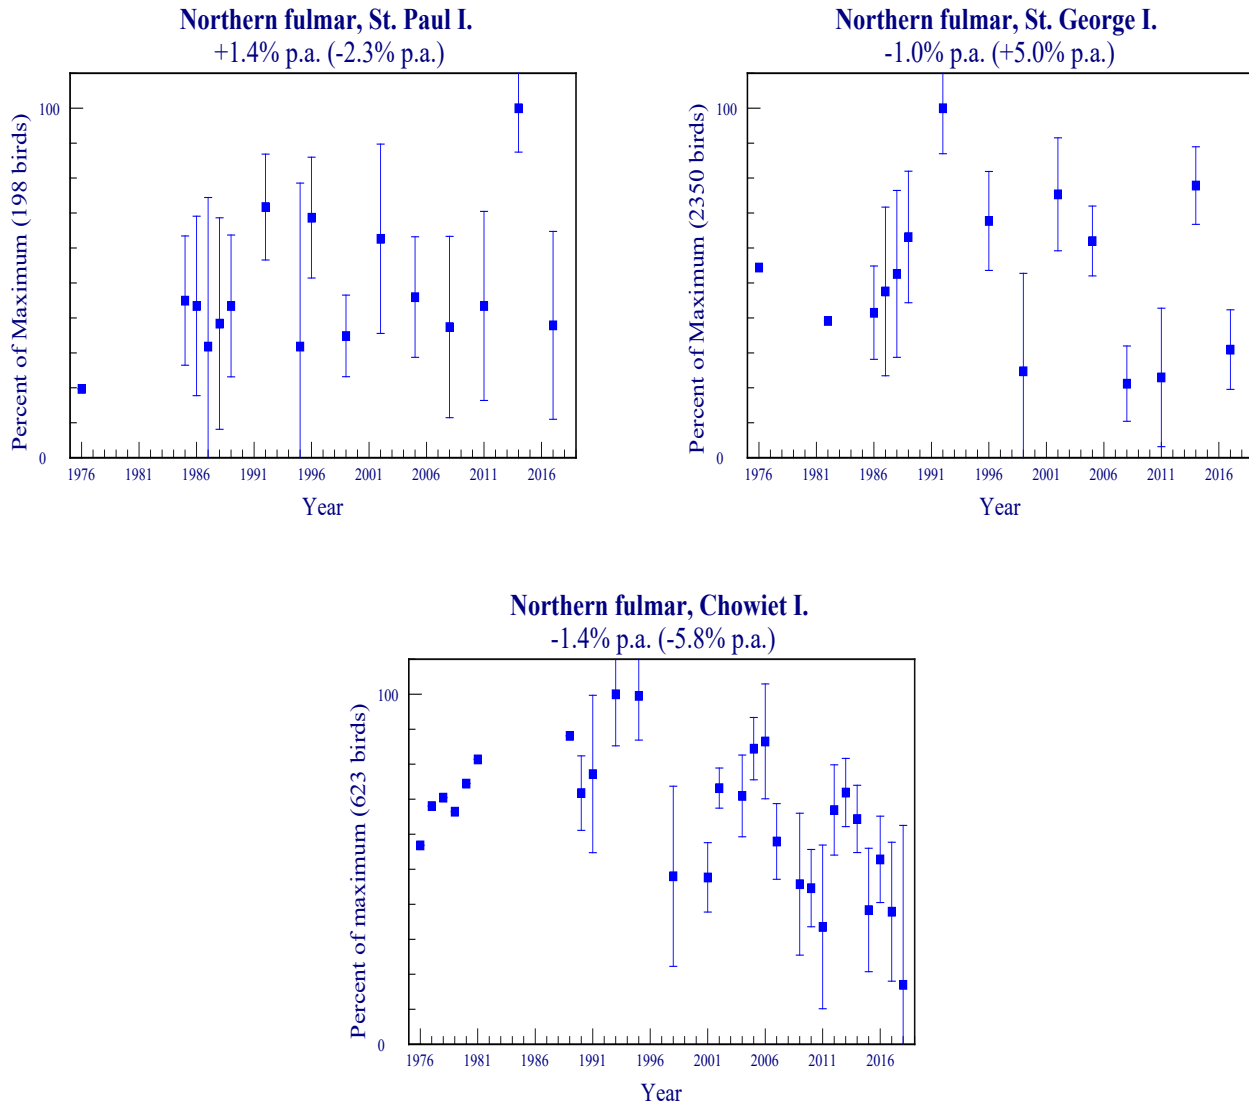 Northern fulmar, St. Paul I.
+1.4% p.a. (-2.3% p.a.)
Percent of Maximum (198 birds)
100
0
1976 1981 1986 1991 1996 2001 2006 2011 2016
Year
Northern fulmar, St. George I.
-1.0% p.a. (+5.0% p.a.)
Percent of Maximum (2350 birds)
100
0
1976 1981 1986 1991 1996 2001 2006 2011 2016
Year
Northern fulmar, Chowiet I.
-1.4% p.a. (-5.8% p.a.)
Percent of maximum (623 birds)
100
0
1976 1981 1986 1991 1996 2001 2006 2011 2016
Year